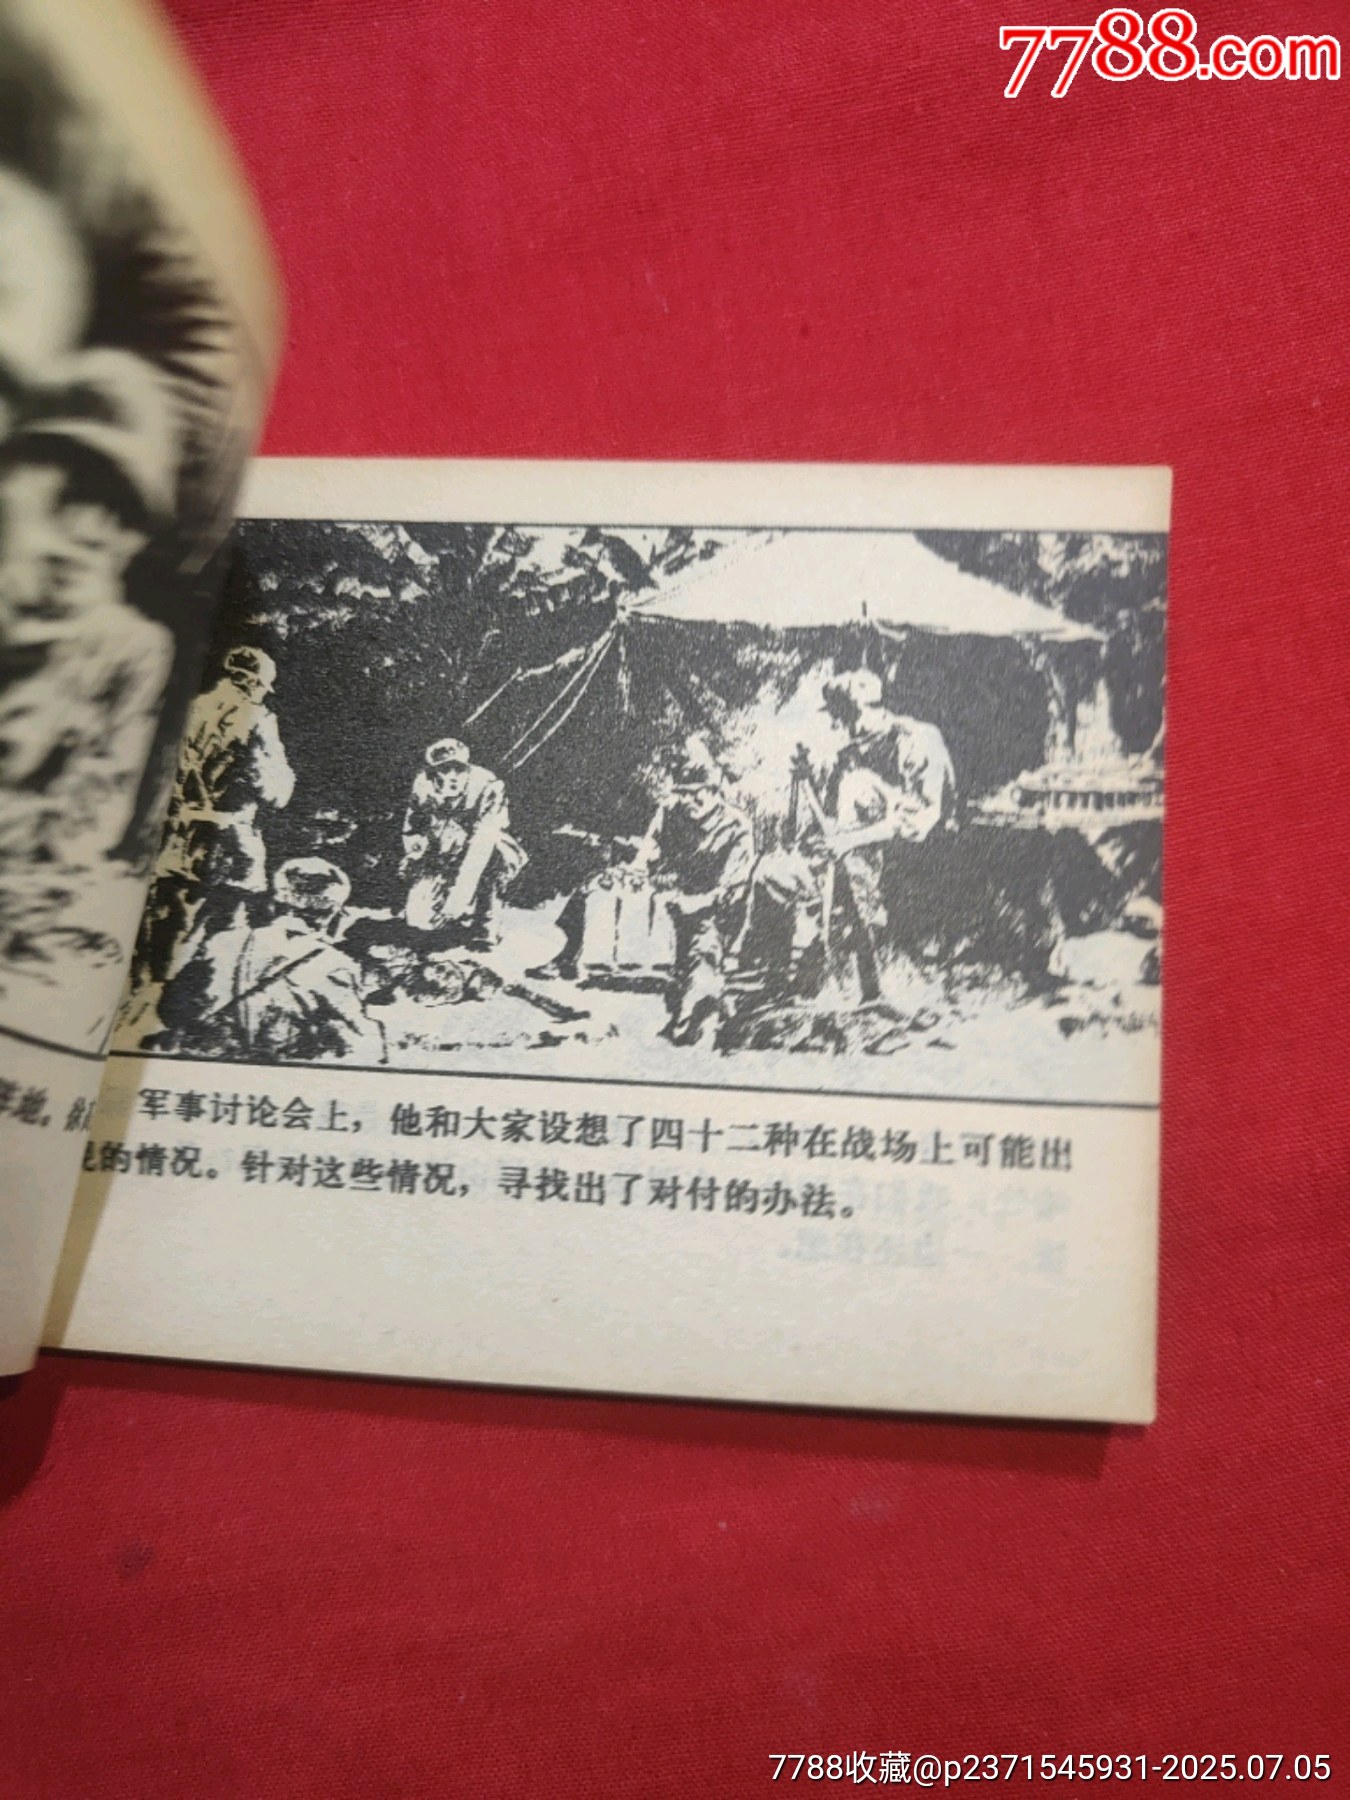 7788.com
阵地。
军事讨论会上，他和大家设想了四十二种在战场上可能出
的情况。针对这些情况，寻找出了对付的办法。
7788收藏@p2371545931-2025.07.05